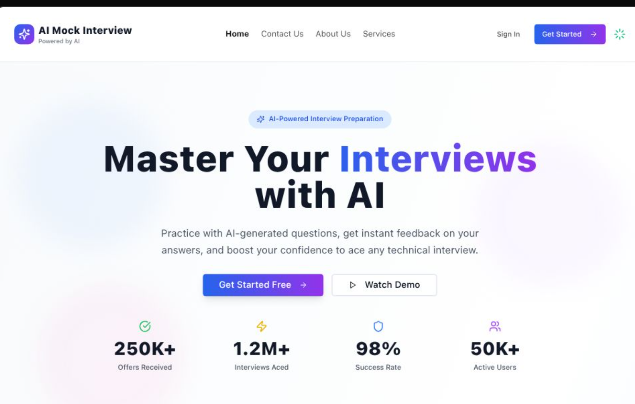 AI Mock Interview
Powered by AI
Home Contact Us About Us Services
Sign In Get Started
AI-Powered Interview Preparation
Master Your Interviews
with AI
Practice with AI-generated questions, get instant feedback on your
answers, and boost your confidence to ace any technical interview.
Get Started Free Watch Demo
250K+ 1.2M+ 98% 50K+
Offers Received Interviews Aced Success Rate Active Users